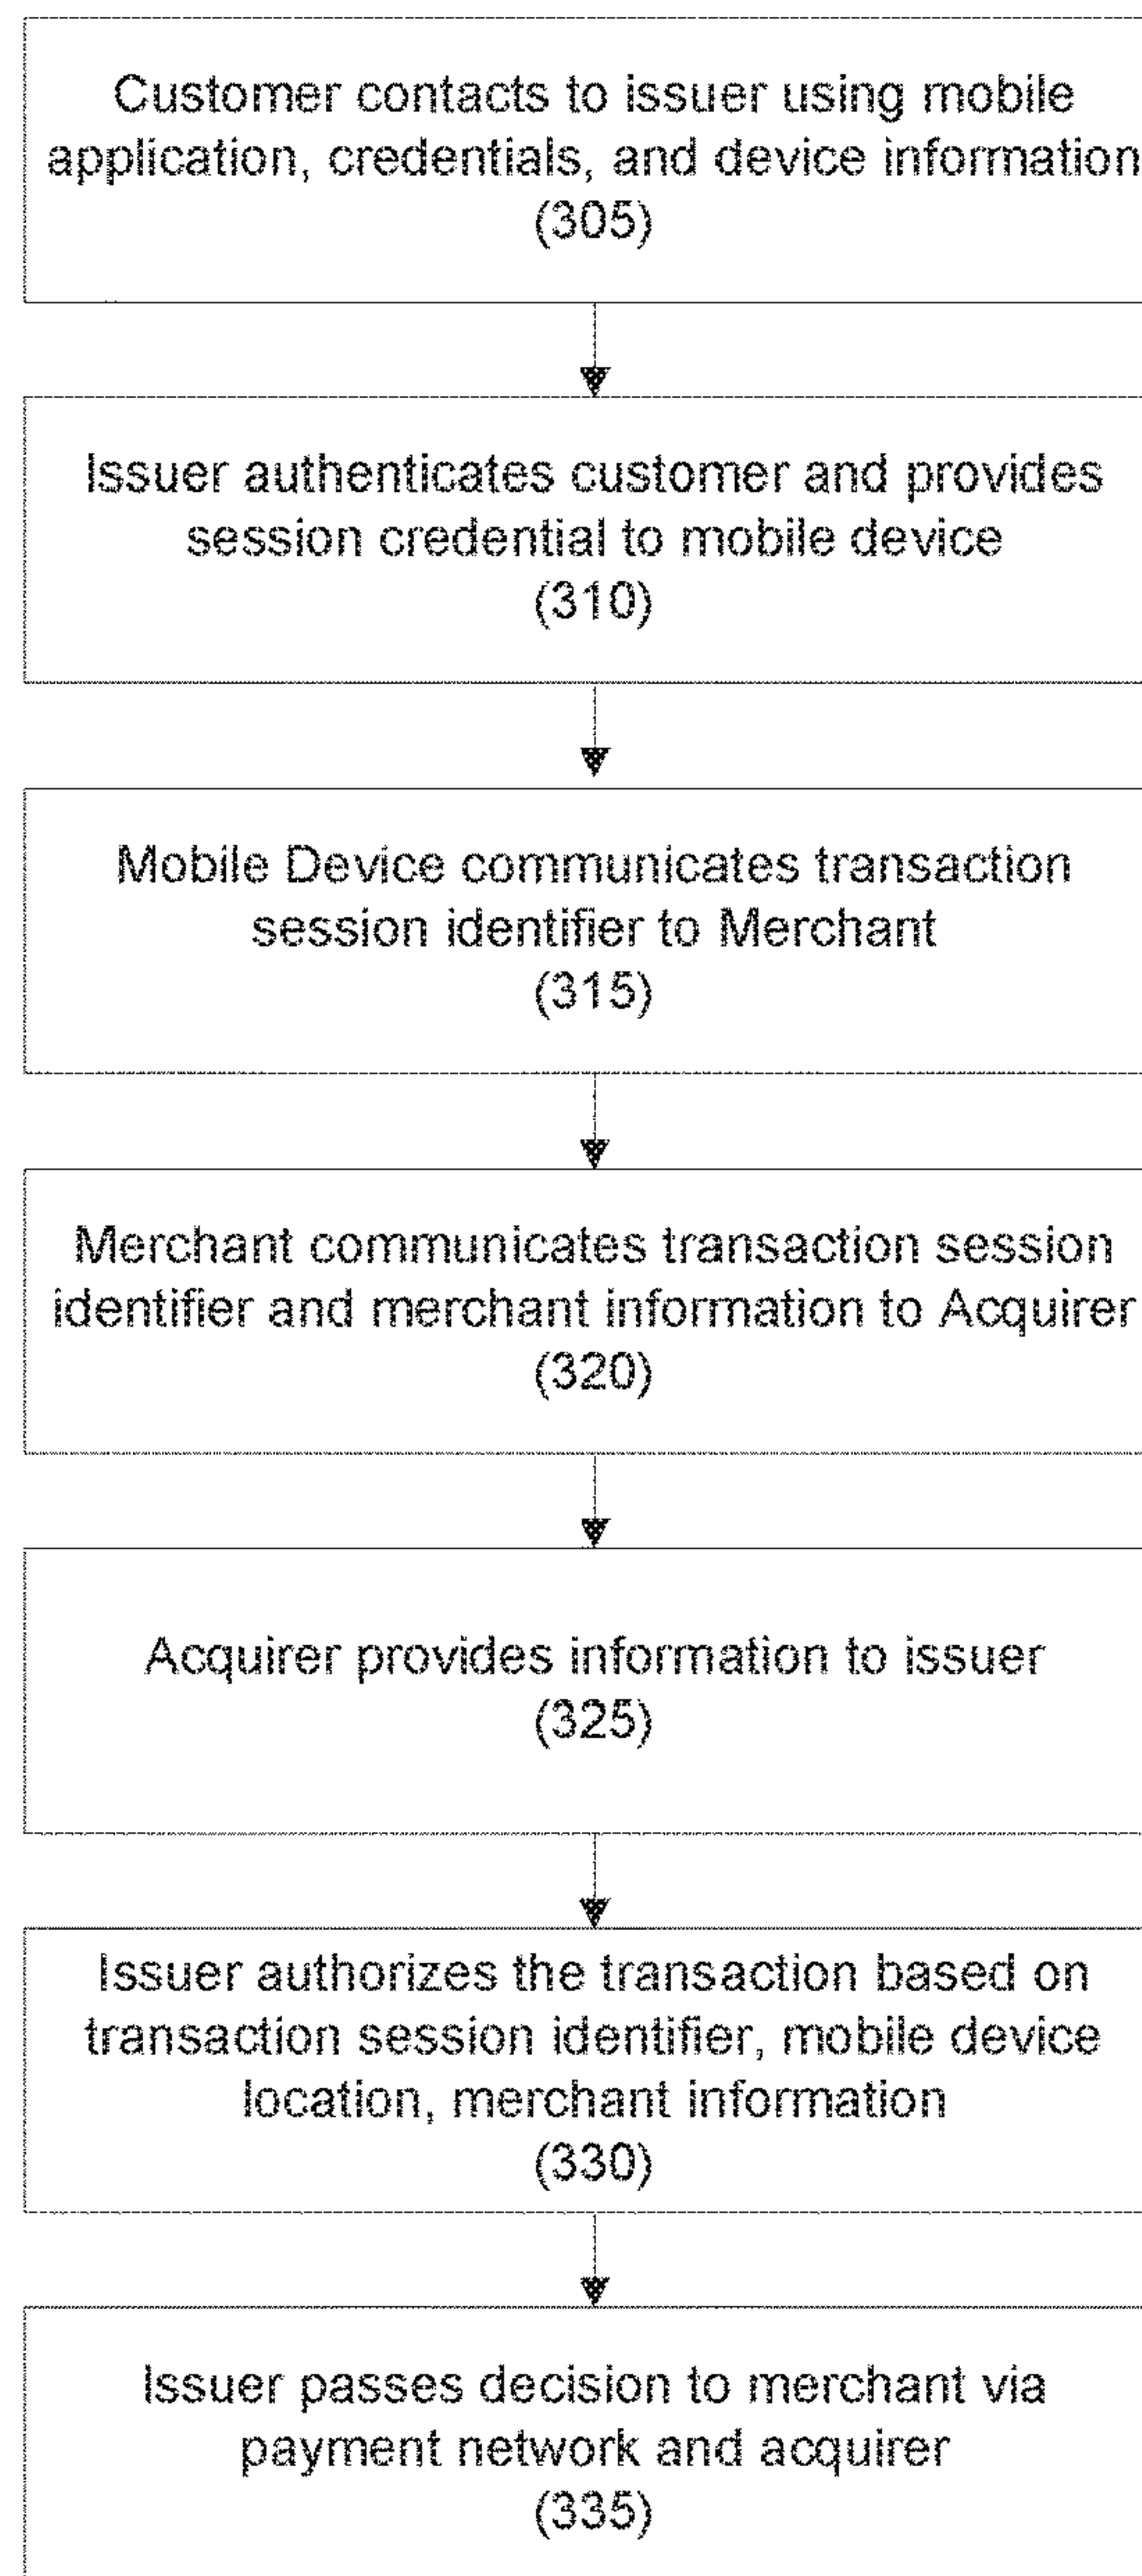 Customer contacts to issuer using mobile
application, credentials, and device information
(305)
Issuer authenticates customer and provides
session credential to mobile device
(310)
Mobile Device communicates transaction
session identifier to Merchant
(315)
Merchant communicates transaction session
identifier and merchant information to Acquirer
(320)
Acquirer provides information to issuer
(325)
Issuer authorizes the transaction based on
transaction session identifier, mobile device
location, merchant information
(330)
Issuer passes decision to merchant via
payment network and acquirer
(335)